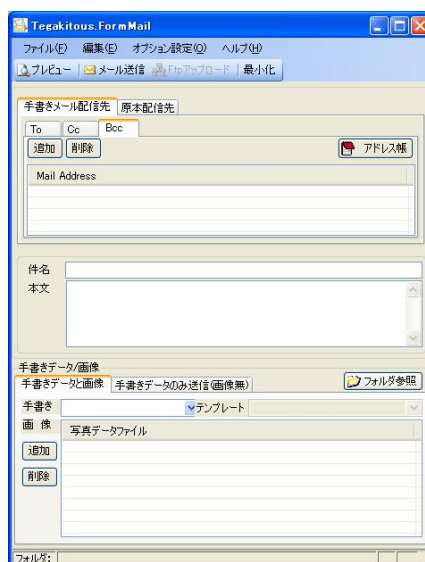 Tegakitous.FormMail
ファイル(F) 編集(E) オプション設定(O) ヘルプ(H)
プレビュー メール送信 Ftpアップロード 最小化
手書きメール配信先 原本配信先
To Cc Bcc
追加 削除 アドレス帳
Mail Address
件名
本文
手書きデータ/画像
手書きデータと画像 手書きデータのみ送信(画像無) フォルダ参照
手書き テンプレート
画 像 写真データファイル
追加
削除
フォルダ: